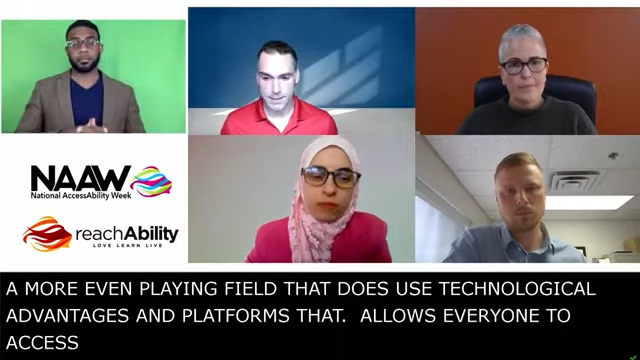 NAAW
National AccessAbility Week
reachAbility
LOVE LEARN LIVE
A MORE EVEN PLAYING FIELD THAT DOES USE TECHNOLOGICAL
ADVANTAGES AND PLATFORMS THAT.  ALLOWS EVERYONE TO
ACCESS